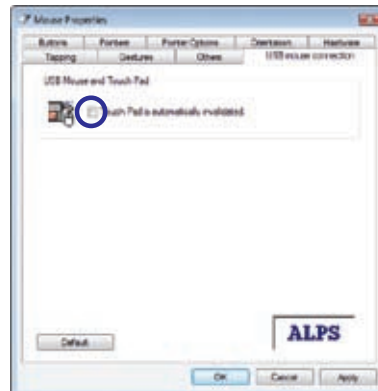 Mouse Properties
Buttons Pointers Pointer Options Orientation Hardware
Tapping Gestures Others USB mouse connection
USB Mouse and Touch Pad
Touch Pad is automatically invalidated.
Default
ALPS
OK Cancel Apply